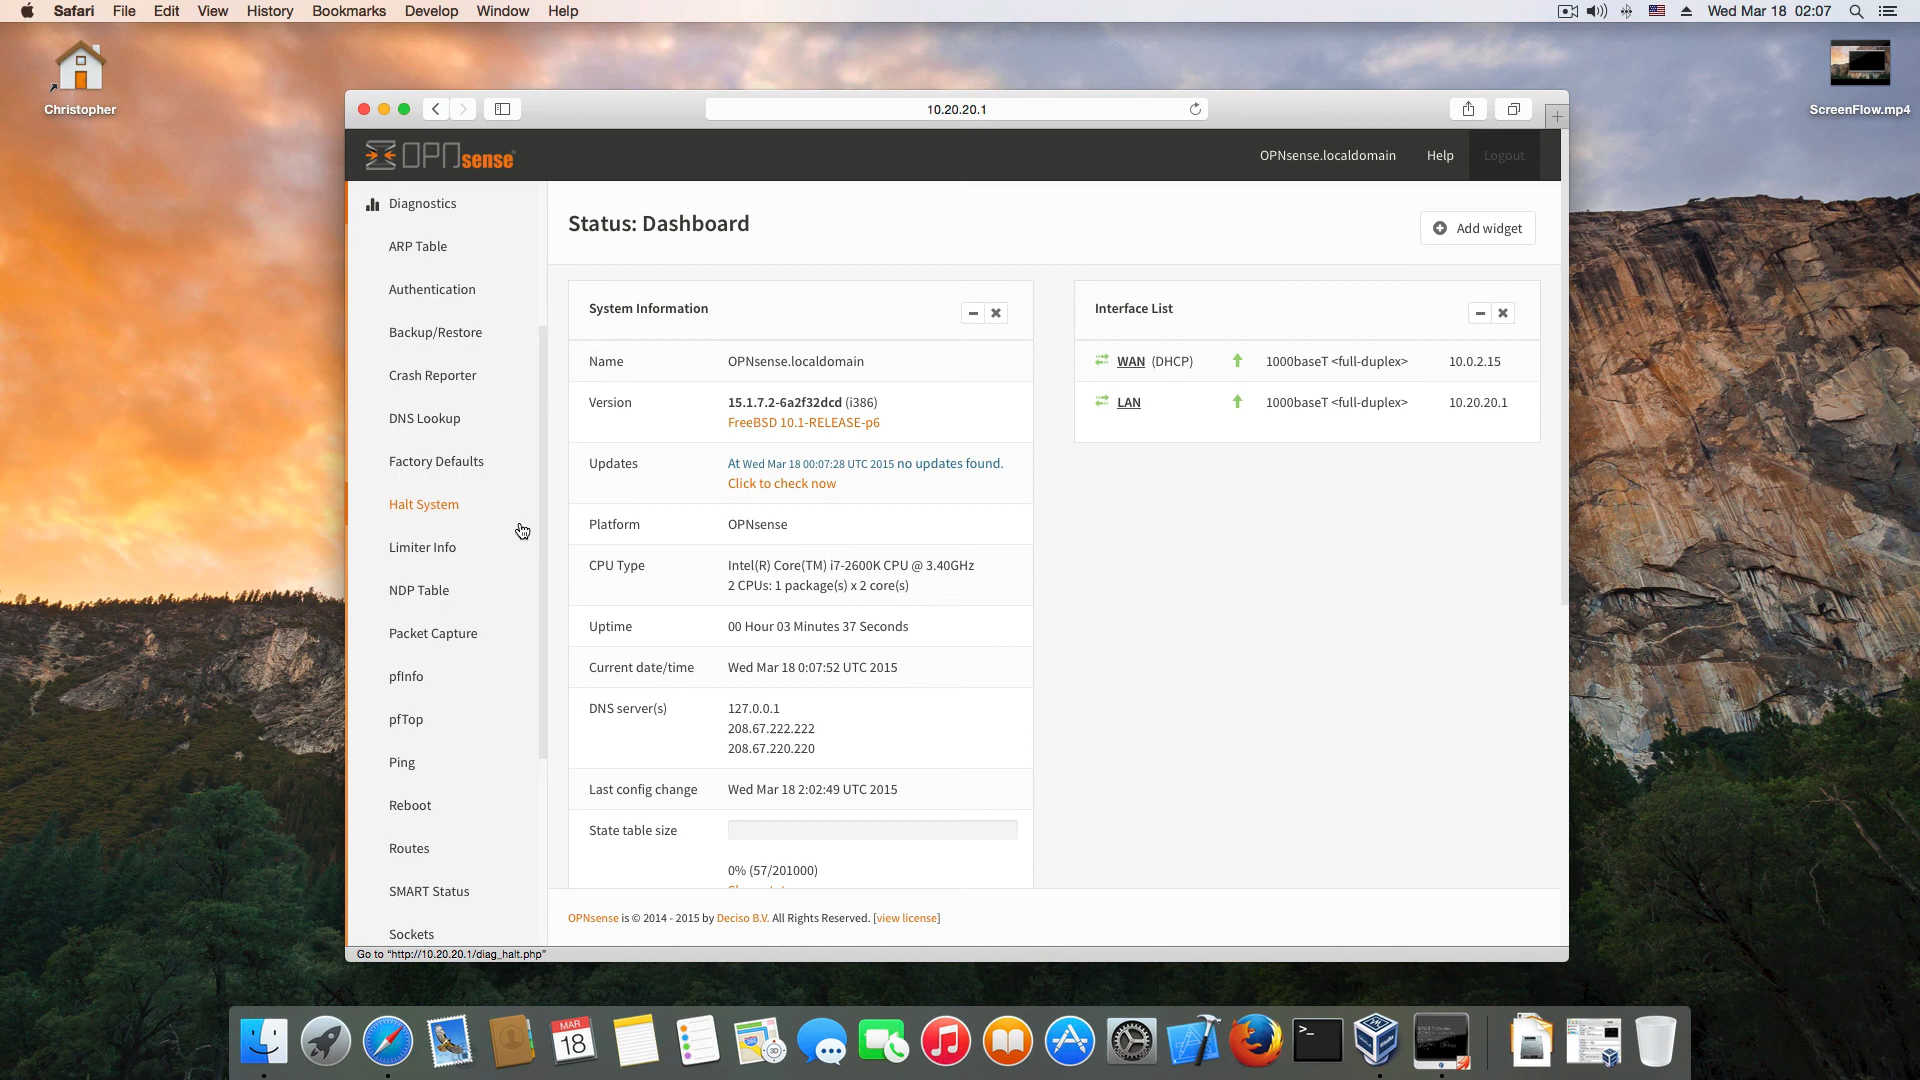 Safari File Edit View History Bookmarks Develop Window Help
Wed Mar 18 02:07
Christopher
ScreenFlow.mp4
10.20.20.1
OPNsense
OPNsense.localdomain Help Logout
Diagnostics
ARP Table
Authentication
Backup/Restore
Crash Reporter
DNS Lookup
Factory Defaults
Halt System
Limiter Info
NDP Table
Packet Capture
pfInfo
pfTop
Ping
Reboot
Routes
SMART Status
Sockets
Status: Dashboard
Add widget
System Information
Name OPNsense.localdomain
Version 15.1.7.2-6a2f32dcd (i386)
FreeBSD 10.1-RELEASE-p6
Updates At Wed Mar 18 00:07:28 UTC 2015 no updates found.
Click to check now
Platform OPNsense
CPU Type Intel(R) Core(TM) i7-2600K CPU @ 3.40GHz
2 CPUs: 1 package(s) x 2 core(s)
Uptime 00 Hour 03 Minutes 37 Seconds
Current date/time Wed Mar 18 0:07:52 UTC 2015
DNS server(s) 127.0.0.1
208.67.222.222
208.67.220.220
Last config change Wed Mar 18 2:02:49 UTC 2015
State table size
0% (57/201000)
Interface List
WAN (DHCP) 1000baseT <full-duplex> 10.0.2.15
LAN 1000baseT <full-duplex> 10.20.20.1
OPNsense is © 2014 - 2015 by Deciso B.V. All Rights Reserved. [view license]
Go to "http://10.20.20.1/diag_halt.php"
MAR
18
3D